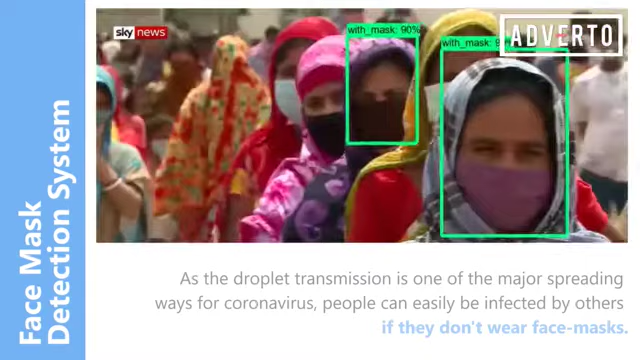 sky news
with_mask: 90%
with_mask: 9
ADVERTO
Face Mask
Detection System
As the droplet transmission is one of the major spreading
ways for coronavirus, people can easily be infected by others
if they don't wear face-masks.